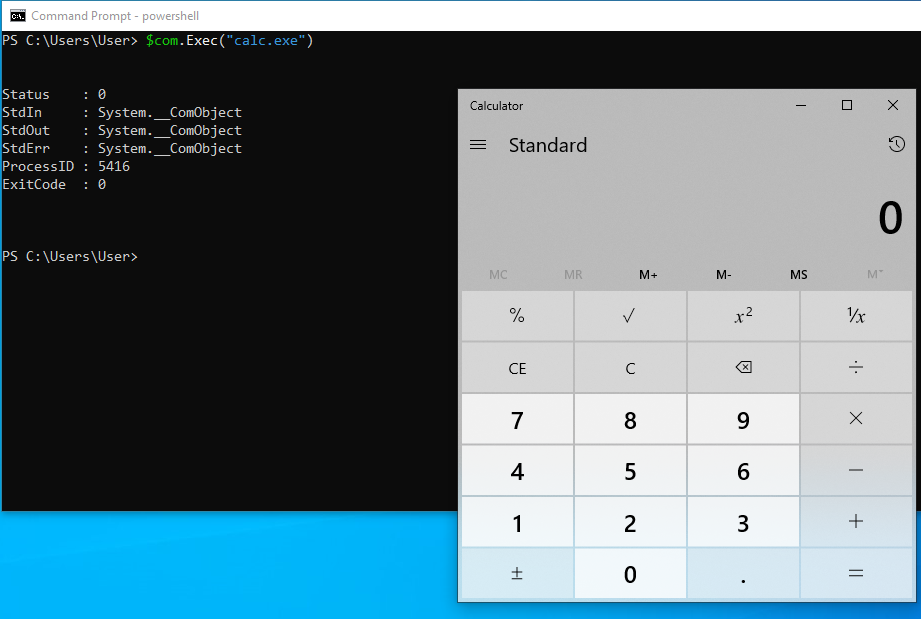 Command Prompt - powershell
PS C:\Users\User> $com.Exec("calc.exe")
Status    : 0
StdIn     : System.__ComObject
StdOut    : System.__ComObject
StdErr    : System.__ComObject
ProcessID : 5416
ExitCode  : 0
PS C:\Users\User>
Calculator
Standard
0
MC MR M+ M- MS M˅
% √ x² ¹/x
CE C ⌫ ÷
7 8 9 ×
4 5 6 −
1 2 3 +
± 0 . =